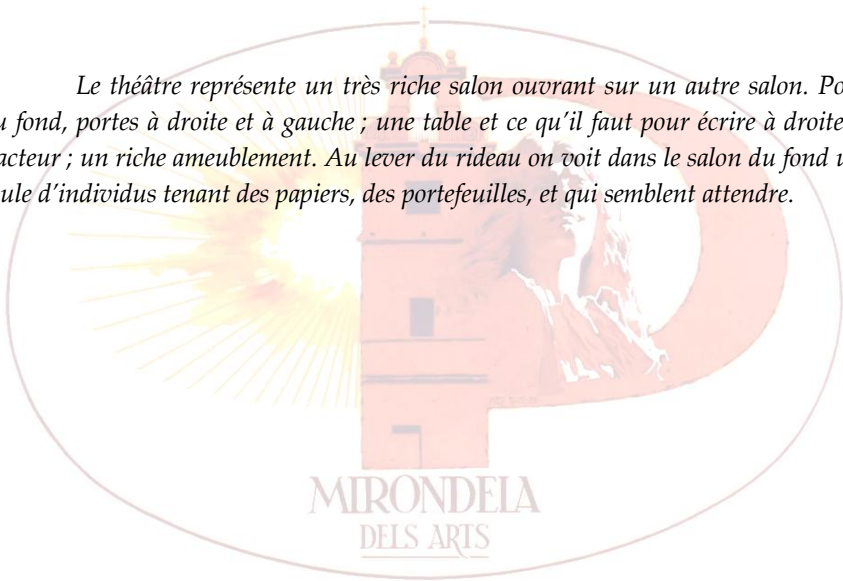 Le théâtre représente un très riche salon ouvrant sur un autre salon. Po
u fond, portes à droite et à gauche ; une table et ce qu'il faut pour écrire à droite
acteur ; un riche ameublement. Au lever du rideau on voit dans le salon du fond u
ule d'individus tenant des papiers, des portefeuilles, et qui semblent attendre.
MIRONDELA
DELS ARTS